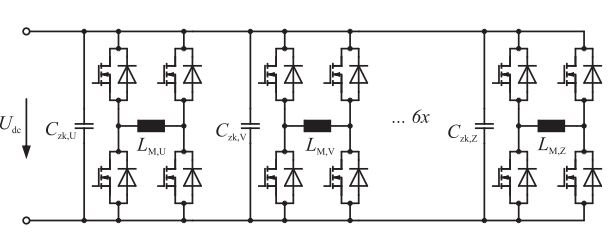 U_dc
C_zk,U
L_M,U
C_zk,V
L_M,V
... 6x
C_zk,Z
L_M,Z